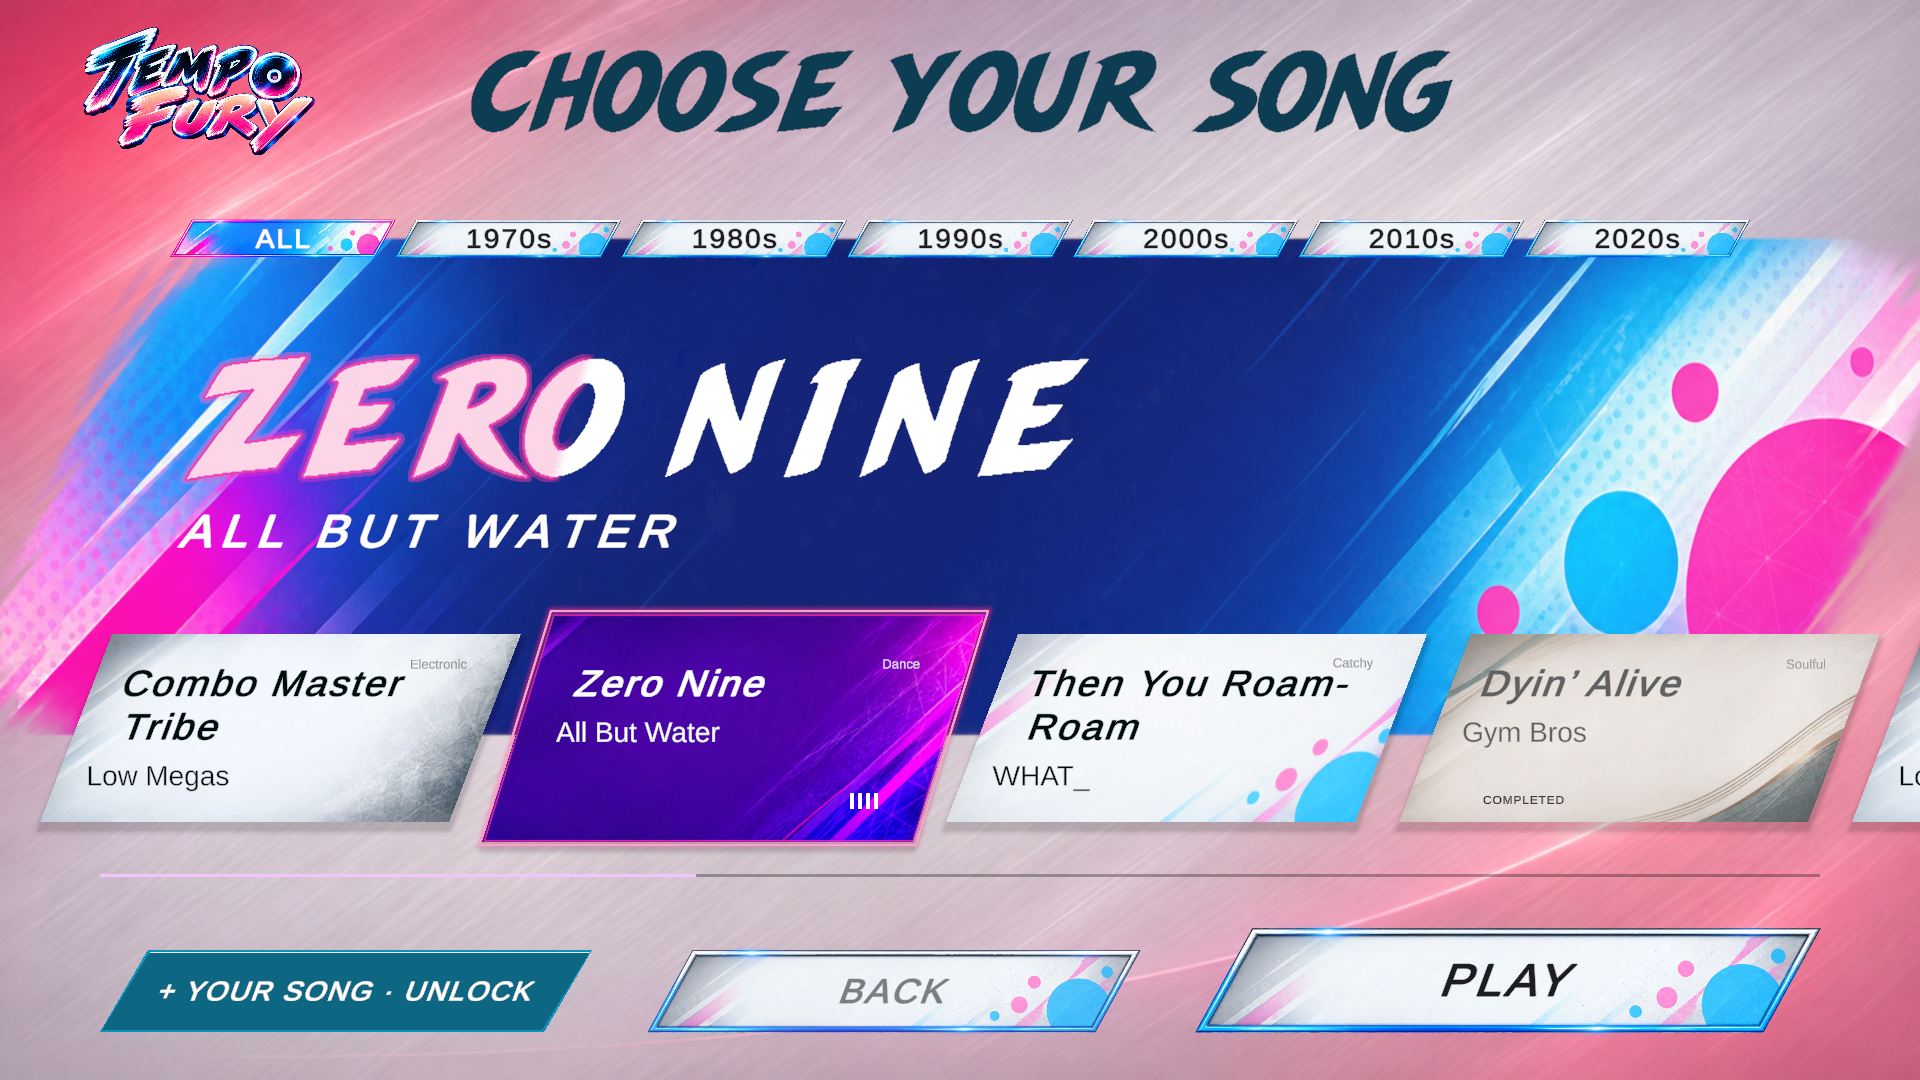 TEMPO
FURY
CHOOSE YOUR SONG
ALL
1970s
1980s
1990s
2000s
2010s
2020s
ZERO NINE
ALL BUT WATER
Combo Master
Tribe
Electronic
Low Megas
Zero Nine
Dance
All But Water
Then You Roam-
Roam
Catchy
WHAT_
Dyin’ Alive
Soulful
Gym Bros
COMPLETED
+ YOUR SONG · UNLOCK
BACK
PLAY